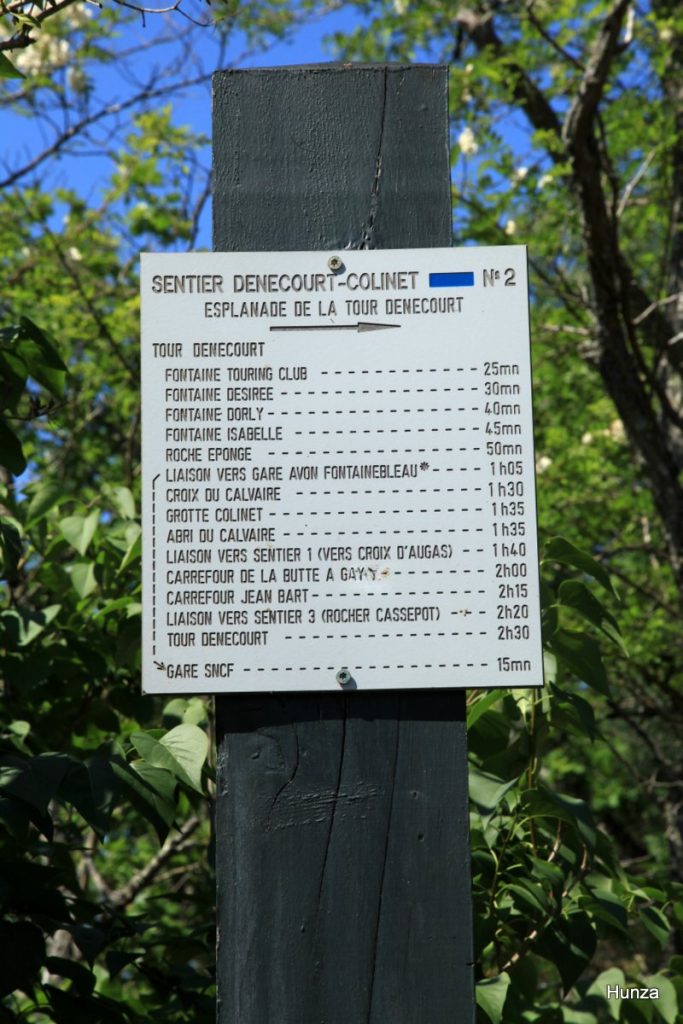 SENTIER DENECOURT-COLINET Nº 2
ESPLANADE DE LA TOUR DENECOURT
TOUR DENECOURT
FONTAINE TOURING CLUB - - - - - - - - - - - - - - - 25mn
FONTAINE DESIREE - - - - - - - - - - - - - - - - - - - 30mn
FONTAINE DORLY - - - - - - - - - - - - - - - - - - - - 40mn
FONTAINE ISABELLE - - - - - - - - - - - - - - - - - - 45mn
ROCHE EPONGE - - - - - - - - - - - - - - - - - - - - - 50mn
LIAISON VERS GARE AVON FONTAINEBLEAU* - - - - - 1h05
CROIX DU CALVAIRE - - - - - - - - - - - - - - - - - - 1h30
GROTTE COLINET - - - - - - - - - - - - - - - - - - - - 1h35
ABRI DU CALVAIRE - - - - - - - - - - - - - - - - - - - 1h35
LIAISON VERS SENTIER 1 (VERS CROIX D'AUGAS) - - 1h40
CARREFOUR DE LA BUTTE A GAY - - - - - - - - - - 2h00
CARREFOUR JEAN BART - - - - - - - - - - - - - - - - 2h15
LIAISON VERS SENTIER 3 (ROCHER CASSEPOT) - - - 2h20
TOUR DENECOURT - - - - - - - - - - - - - - - - - - - 2h30
GARE SNCF - - - - - - - - - - - - - - - - - - - - - - 15mn
Hunza